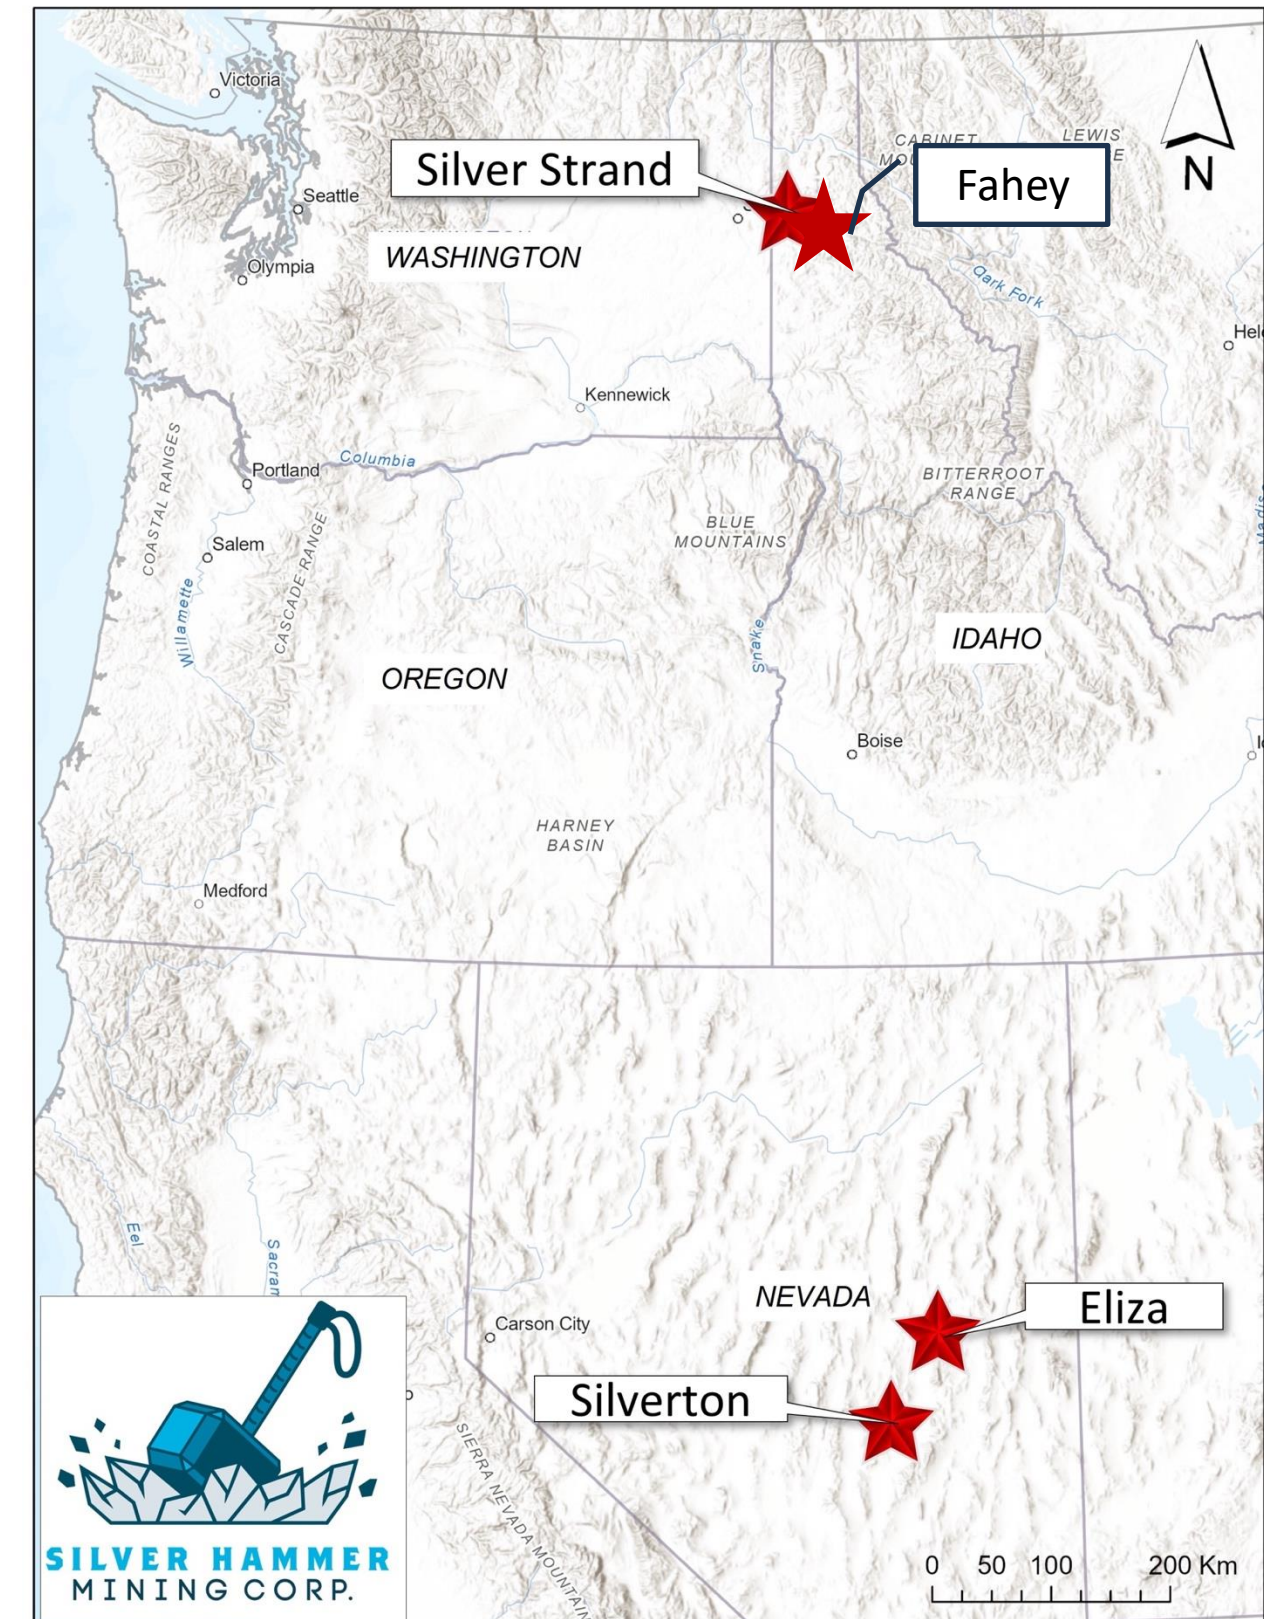 Victoria
N
CABINET
LEWIS
Silver Strand
Fahey
Seattle
WASHINGTON
Olympia
Clark Fork
Kennewick
Columbia
Portland
COASTAL RANGES
BITTERROOT
RANGE
BLUE
MOUNTAINS
Salem
CASCADE RANGE
Willamette
Snake
IDAHO
OREGON
Boise
HARNEY
BASIN
Medford
Eel
NEVADA
Eliza
Carson City
Silverton
SIERRA NEVADA MOUNTAIN
0 50 100 200 Km
SILVER HAMMER
MINING CORP.